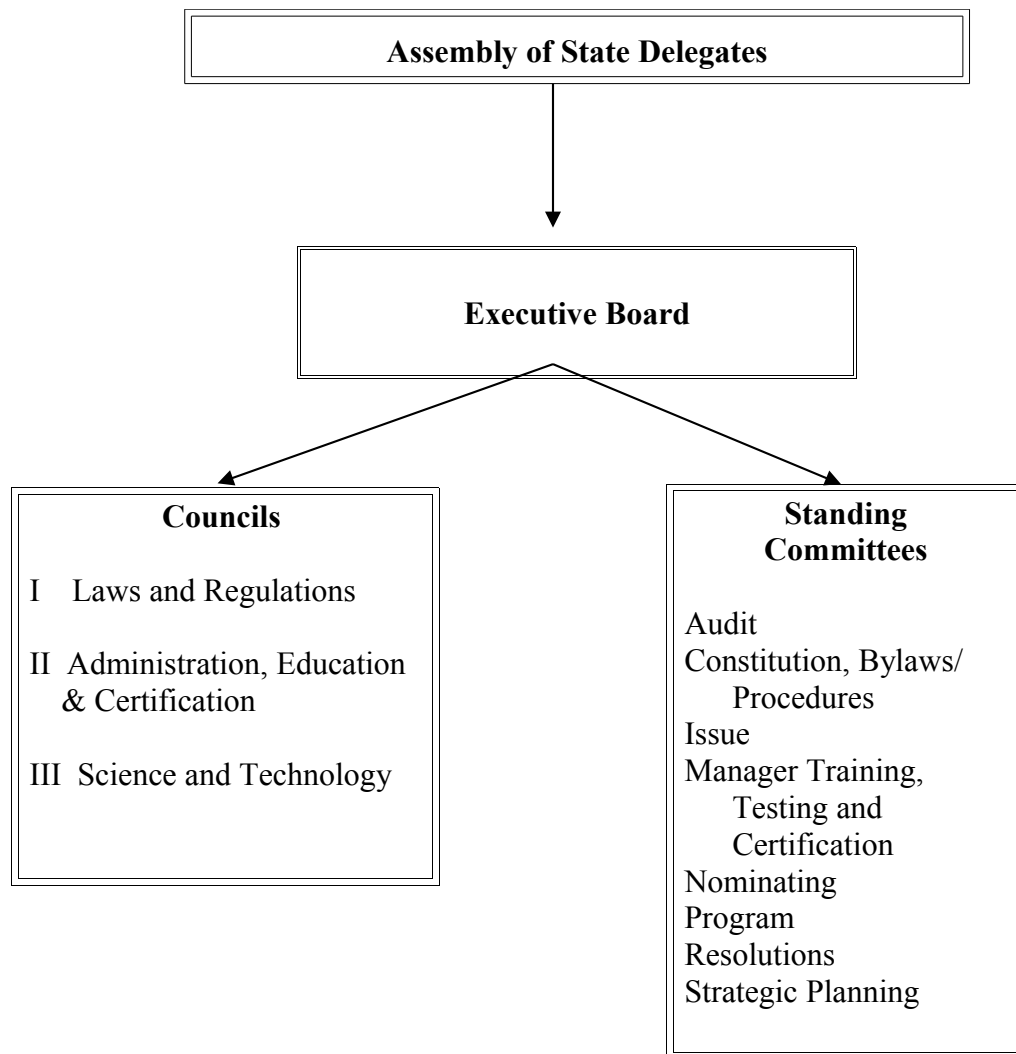 Assembly of State Delegates
Executive Board
Councils
I Laws and Regulations
II Administration, Education
& Certification
III Science and Technology
Standing
Committees
Audit
Constitution, Bylaws/
Procedures
Issue
Manager Training,
Testing and
Certification
Nominating
Program
Resolutions
Strategic Planning